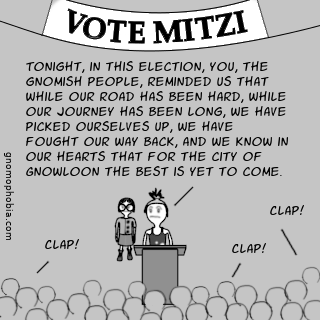 VOTE MITZI
TONIGHT, IN THIS ELECTION, YOU, THE
GNOMISH PEOPLE, REMINDED US THAT
WHILE OUR ROAD HAS BEEN HARD, WHILE
OUR JOURNEY HAS BEEN LONG, WE HAVE
PICKED OURSELVES UP, WE HAVE
FOUGHT OUR WAY BACK, AND WE KNOW IN
OUR HEARTS THAT FOR THE CITY OF
GNOWLOON THE BEST IS YET TO COME.
gnomophobia.com
CLAP!
CLAP!
CLAP!